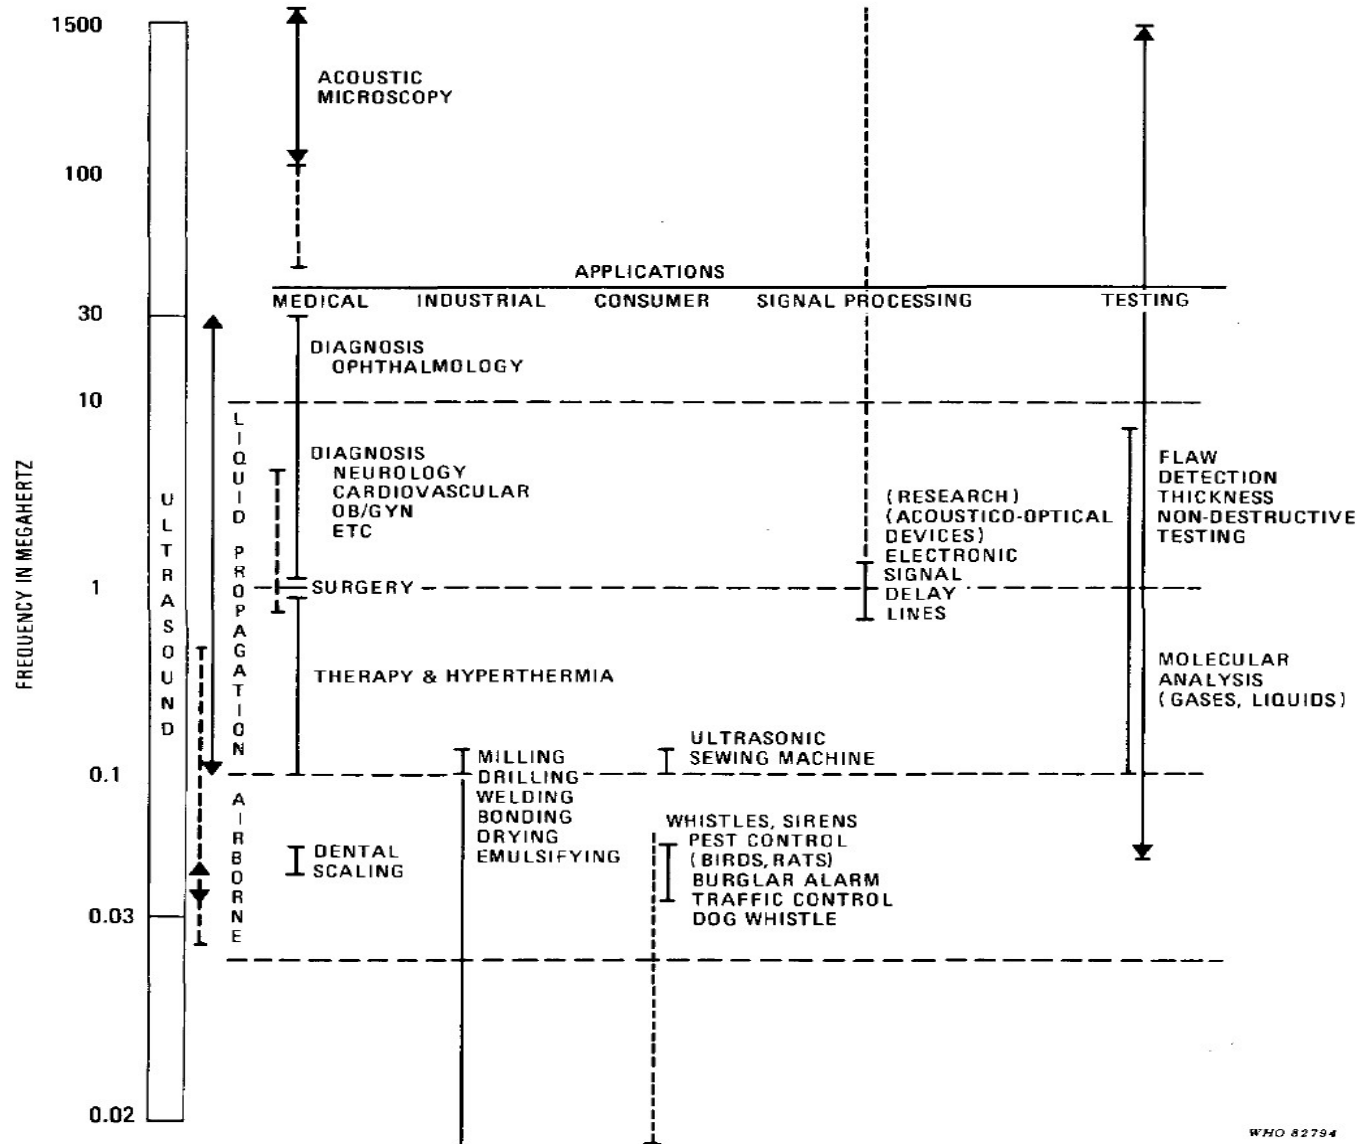 1500
ACOUSTIC
MICROSCOPY
100
APPLICATIONS
MEDICAL INDUSTRIAL CONSUMER SIGNAL PROCESSING TESTING
30
DIAGNOSIS
OPHTHALMOLOGY
10
DIAGNOSIS
NEUROLOGY
CARDIOVASCULAR
OB/GYN
ETC
(RESEARCH)
(ACOUSTICO-OPTICAL
DEVICES)
ELECTRONIC
SIGNAL
DELAY
LINES
FLAW
DETECTION
THICKNESS
NON-DESTRUCTIVE
TESTING
FREQUENCY IN MEGAHERTZ
ULTRASOUND
LIQUID PROPAGATION
1
SURGERY
THERAPY & HYPERTHERMIA
MOLECULAR
ANALYSIS
(GASES, LIQUIDS)
0.1
MILLING
DRILLING
WELDING
BONDING
DRYING
EMULSIFYING
ULTRASONIC
SEWING MACHINE
AIRBORNE
DENTAL
SCALING
WHISTLES, SIRENS
PEST CONTROL
(BIRDS, RATS)
BURGLAR ALARM
TRAFFIC CONTROL
DOG WHISTLE
0.03
0.02
WHO 82794